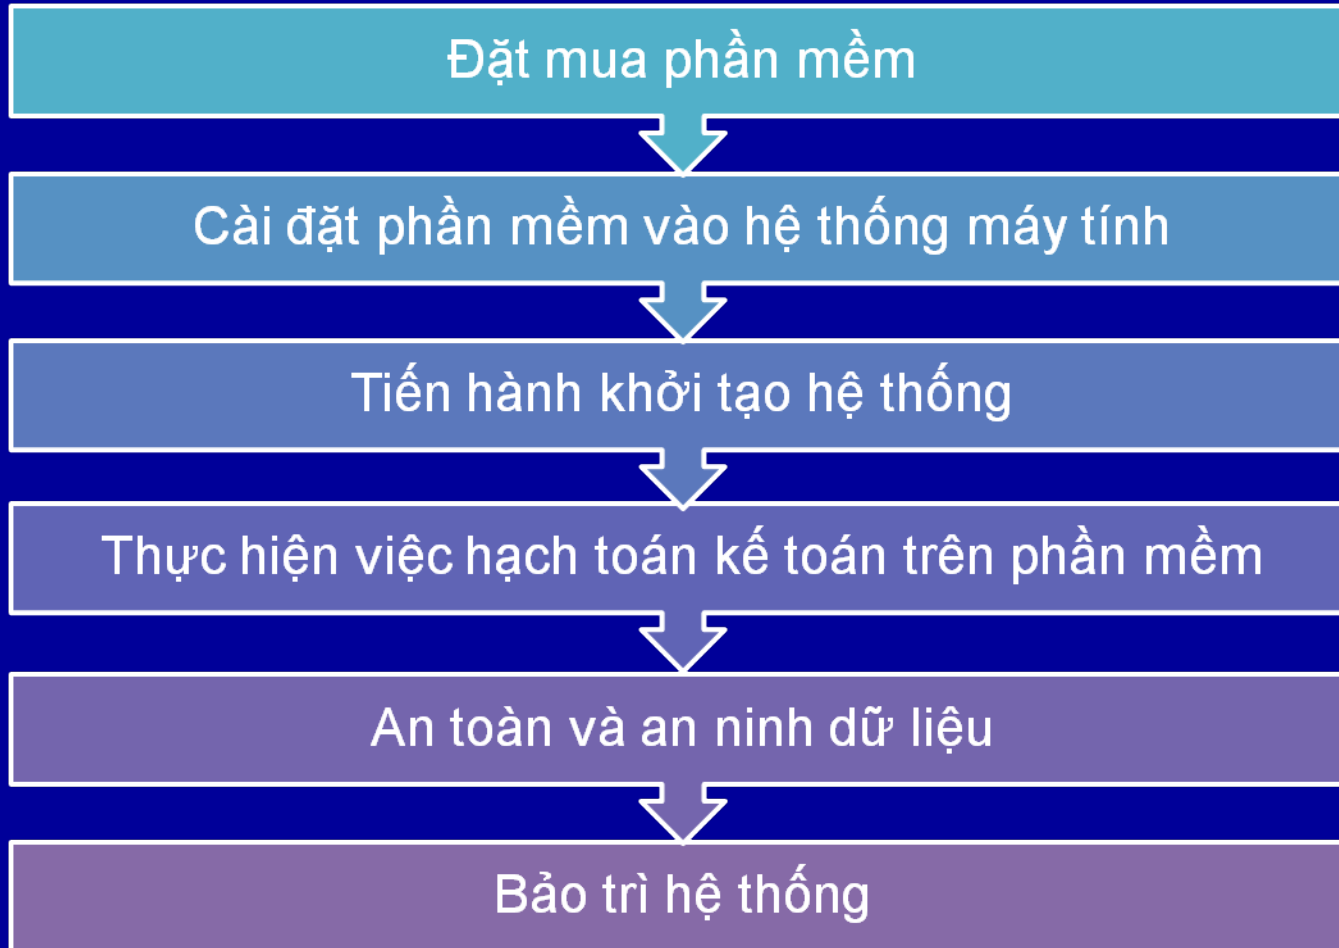 Đặt mua phần mềm
Cài đặt phần mềm vào hệ thống máy tính
Tiến hành khởi tạo hệ thống
Thực hiện việc hạch toán kế toán trên phần mềm
An toàn và an ninh dữ liệu
Bảo trì hệ thống